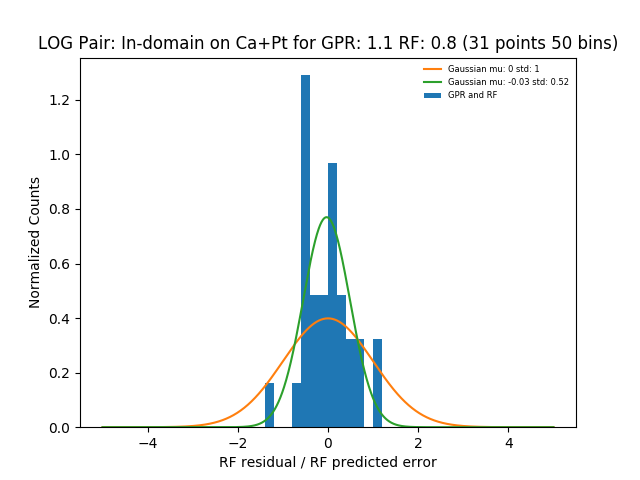 LOG Pair: In-domain on Ca+Pt for GPR: 1.1 RF: 0.8 (31 points 50 bins)
Gaussian mu: 0 std: 1
Gaussian mu: -0.03 std: 0.52
GPR and RF
Normalized Counts
1.2
1.0
0.8
0.6
0.4
0.2
0.0
−4 −2 0 2 4
RF residual / RF predicted error